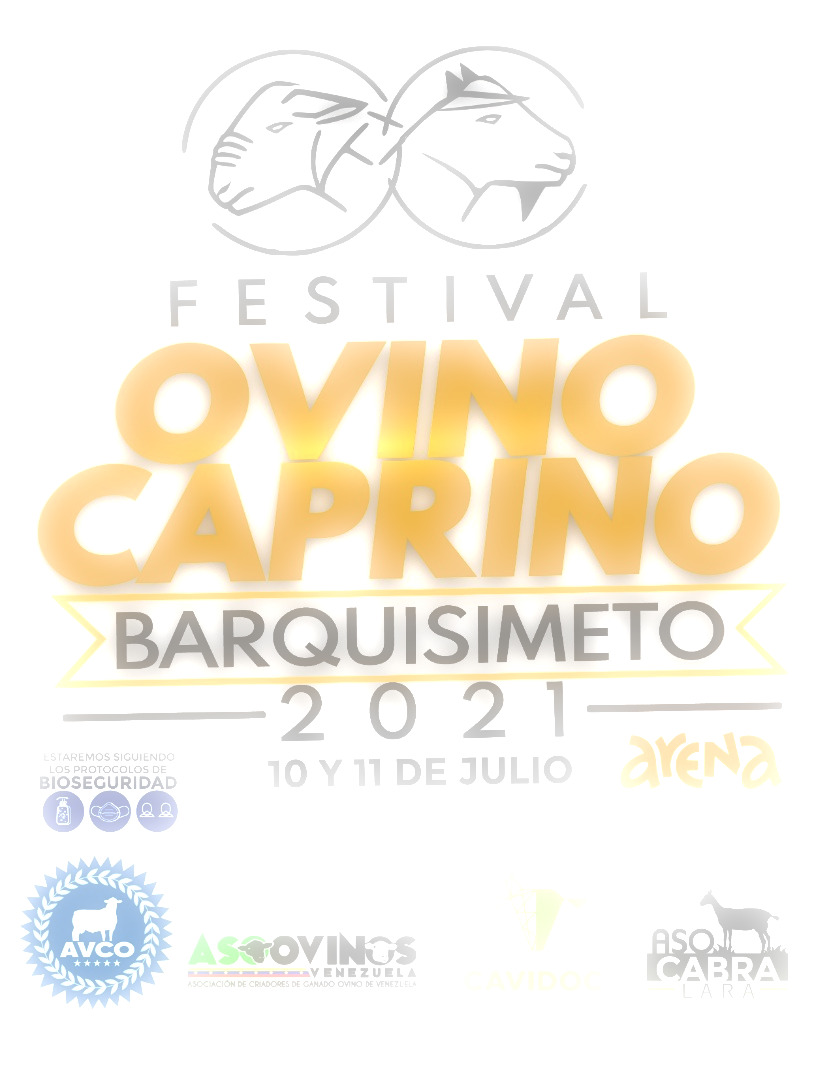 FESTIVAL
OVINO
CAPRINO
BARQUISIMETO
2021
10 Y 11 DE JULIO
ESTAREMOS SIGUIENDO
LOS PROTOCOLOS DE
BIOSEGURIDAD
arena
AVCO
ASOOVINOS
VENEZUELA
ASOCIACIÓN DE CRIADORES DE GANADO OVINO DE VENEZUELA
ASO
CABRA
LARA